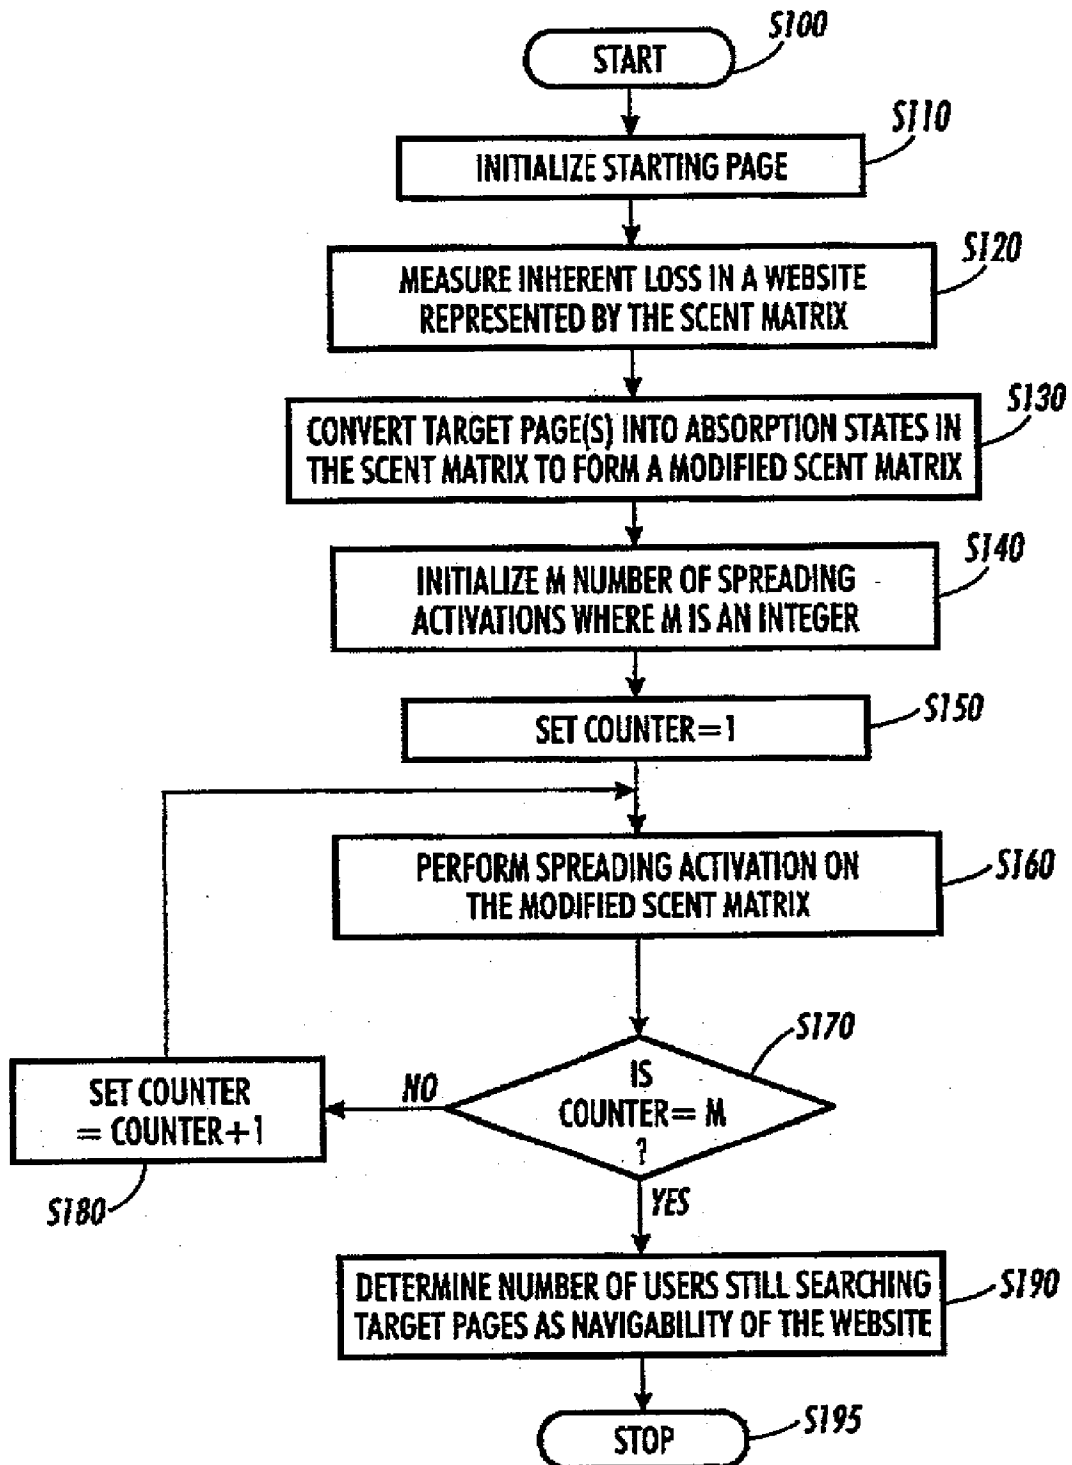 S100
START
S110
INITIALIZE STARTING PAGE
S120
MEASURE INHERENT LOSS IN A WEBSITE
REPRESENTED BY THE SCENT MATRIX
S130
CONVERT TARGET PAGE(S) INTO ABSORPTION STATES IN
THE SCENT MATRIX TO FORM A MODIFIED SCENT MATRIX
S140
INITIALIZE M NUMBER OF SPREADING
ACTIVATIONS WHERE M IS AN INTEGER
S150
SET COUNTER=1
PERFORM SPREADING ACTIVATION ON
THE MODIFIED SCENT MATRIX
S160
S170
IS
COUNTER= M
?
NO
SET COUNTER
= COUNTER+1
S180
YES
DETERMINE NUMBER OF USERS STILL SEARCHING
TARGET PAGES AS NAVIGABILITY OF THE WEBSITE
S190
STOP
S195